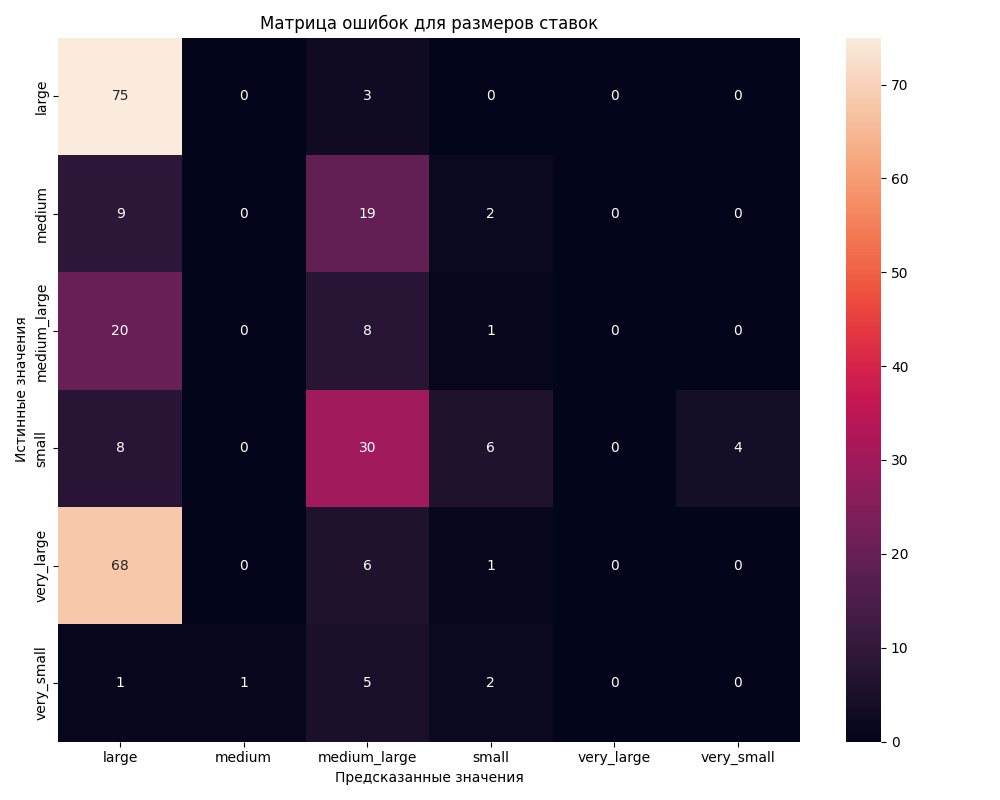 Матрица ошибок для размеров ставок
large 75 0 3 0 0 0
medium 9 0 19 2 0 0
medium_large 20 0 8 1 0 0
small 8 0 30 6 0 4
very_large 68 0 6 1 0 0
very_small 1 1 5 2 0 0
large medium medium_large small very_large very_small
Предсказанные значения
Истинные значения
70
60
50
40
30
20
10
0